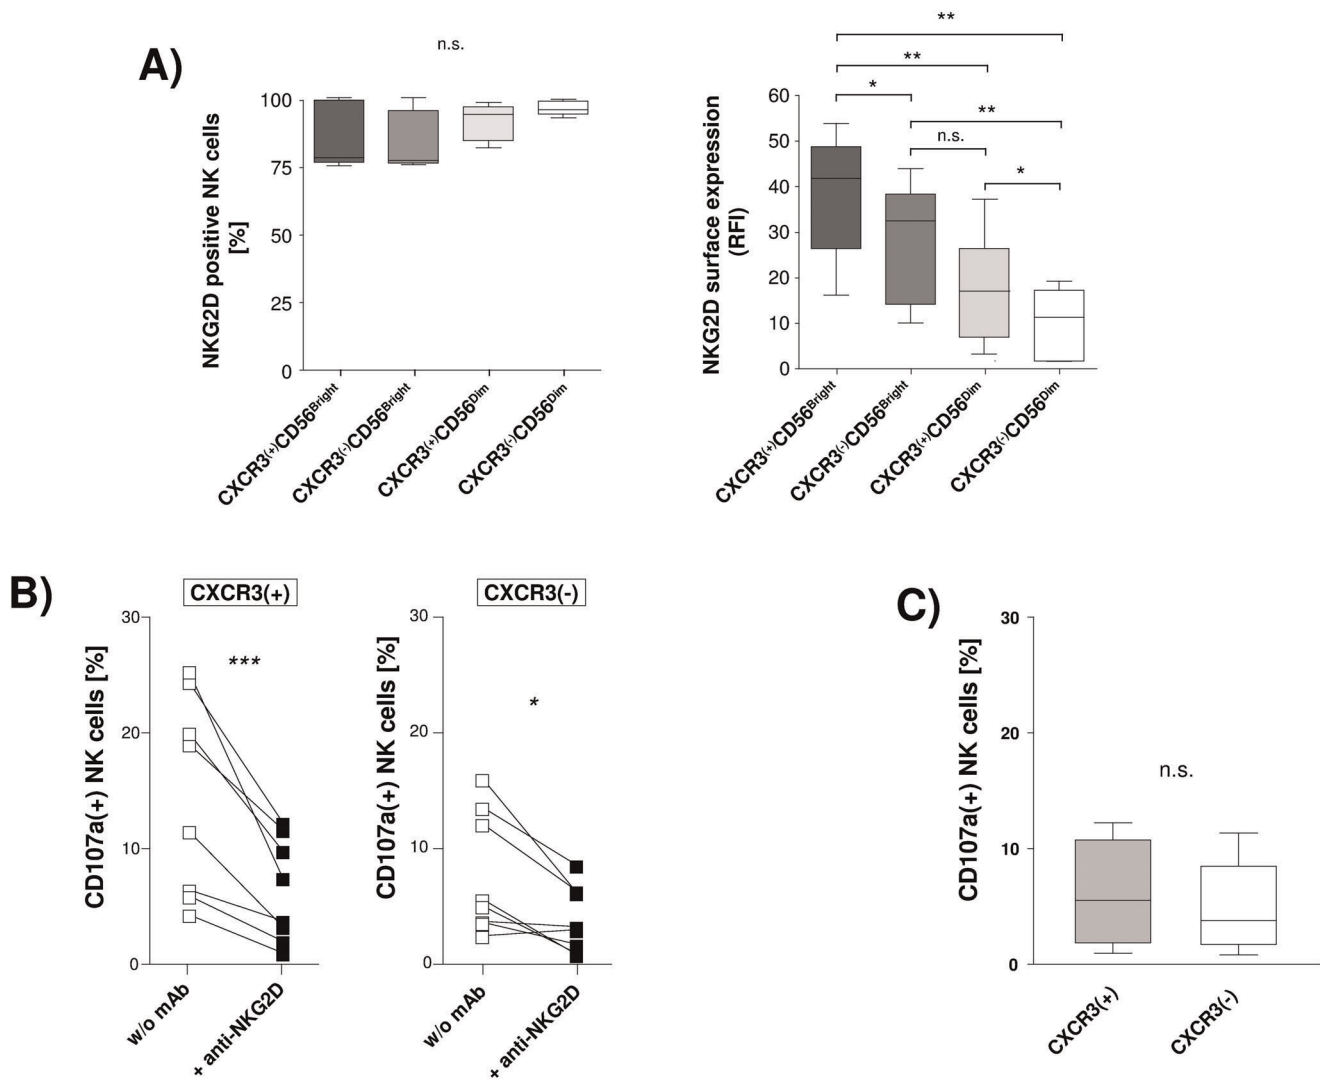 A)
n.s.
NKG2D positive NK cells
[%]
100
75
50
25
0
CXCR3(+)CD56Bright
CXCR3(-)CD56Bright
CXCR3(+)CD56Dim
CXCR3(-)CD56Dim
**
**
*
**
n.s.
*
NKG2D surface expression
(RFI)
60
50
40
30
20
10
0
CXCR3(+)CD56Bright
CXCR3(-)CD56Bright
CXCR3(+)CD56Dim
CXCR3(-)CD56Dim
B)
CXCR3(+)
CD107a(+) NK cells [%]
30
20
10
0
***
w/o mAb
+ anti-NKG2D
CXCR3(-)
CD107a(+) NK cells [%]
30
20
10
0
*
w/o mAb
+ anti-NKG2D
C)
CD107a(+) NK cells [%]
30
20
10
0
n.s.
CXCR3(+)
CXCR3(-)